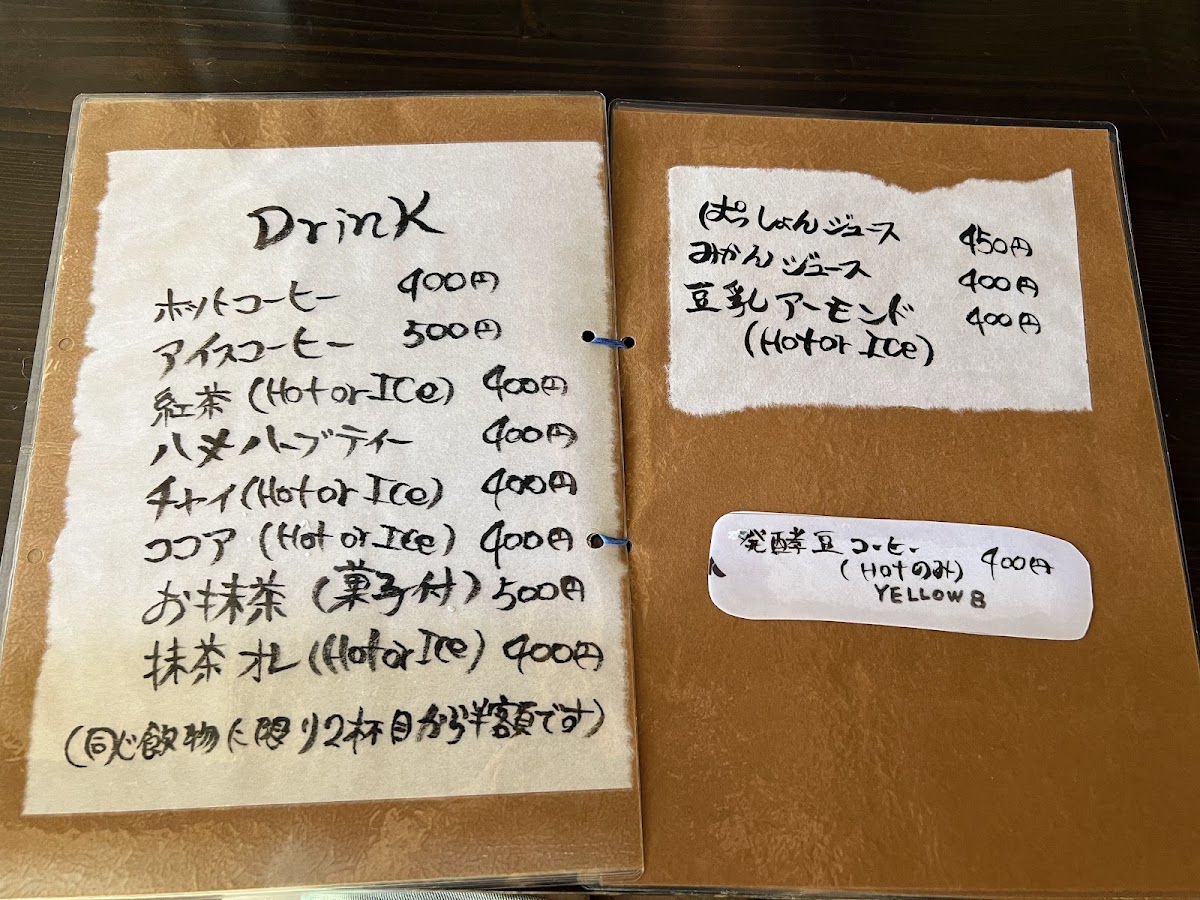 Drink
ホットコーヒー 400円
アイスコーヒー 500円
紅茶 (Hot or Ice) 400円
ハメハーブティー 400円
チャイ (Hot or Ice) 400円
ココア (Hot or Ice) 400円
お抹茶 (菓子付) 500円
抹茶オレ (Hot or Ice) 400円
(同じ飲物に限り2杯目から半額です)
ぱっしょんジュース 450円
みかんジュース 400円
豆乳アーモンド 400円
(Hot or Ice)
発酵豆コーヒー 400円
(Hotのみ)
YELLOW 8